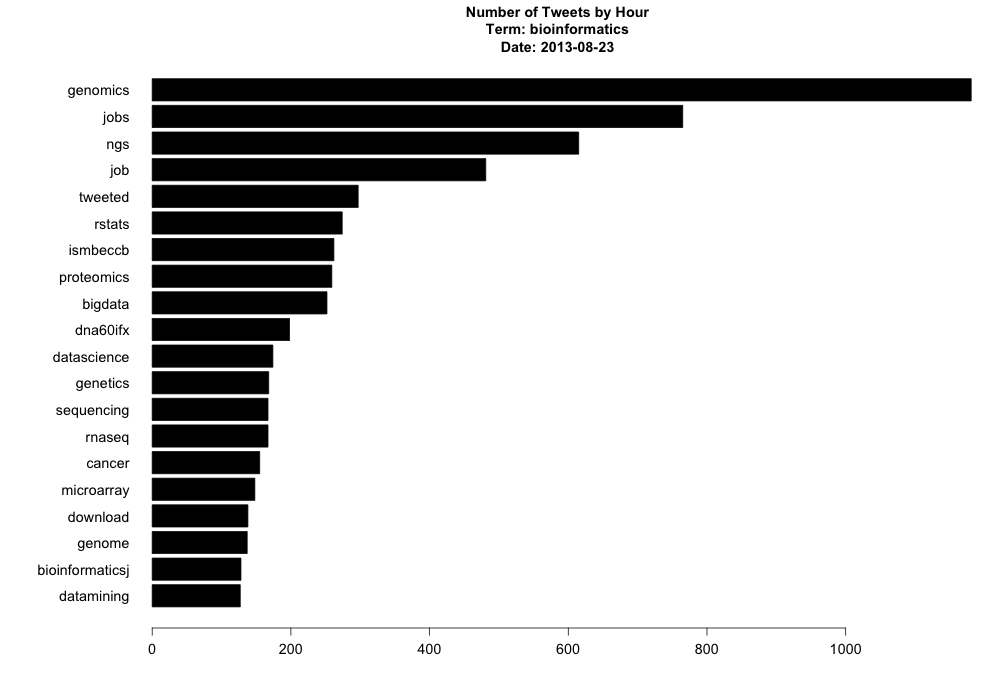 Number of Tweets by Hour
Term: bioinformatics
Date: 2013-08-23
genomics
jobs
ngs
job
tweeted
rstats
ismbeccb
proteomics
bigdata
dna60ifx
datascience
genetics
sequencing
rnaseq
cancer
microarray
download
genome
bioinformaticsj
datamining
0 200 400 600 800 1000